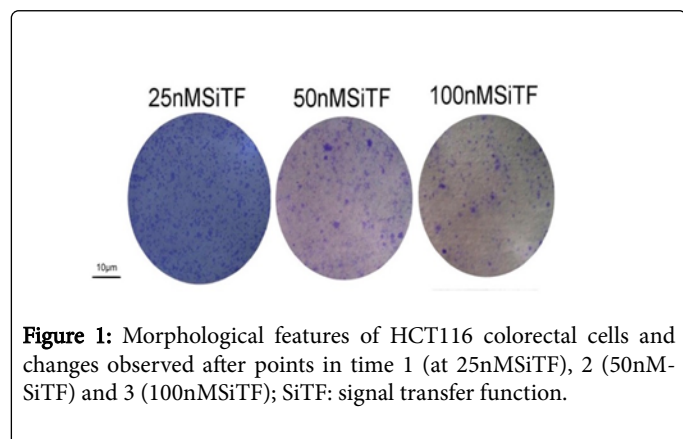 25nMSiTF 50nMSiTF 100nMSiTF
10μm
Figure 1: Morphological features of HCT116 colorectal cells and
changes observed after points in time 1 (at 25nMSiTF), 2 (50nM-
SiTF) and 3 (100nMSiTF); SiTF: signal transfer function.